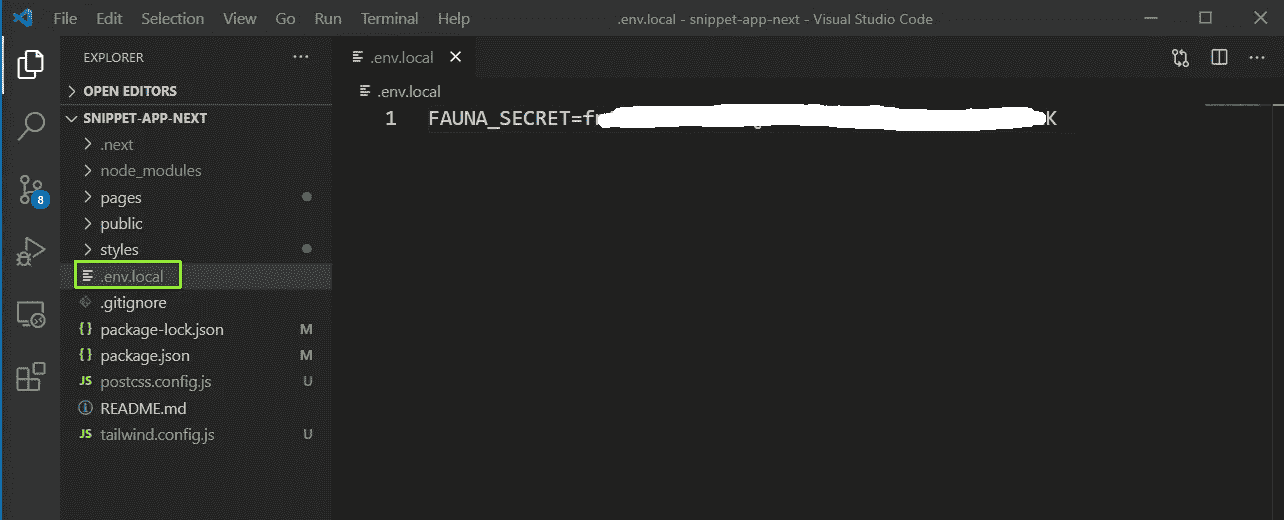 File Edit Selection View Go Run Terminal Help .env.local - snippet-app-next - Visual Studio Code
EXPLORER
OPEN EDITORS
SNIPPET-APP-NEXT
.next
node_modules
pages
public
styles
.env.local
.gitignore
package-lock.json M
package.json M
postcss.config.js U
README.md
tailwind.config.js U
8
.env.local
.env.local
1 FAUNA_SECRET=f K